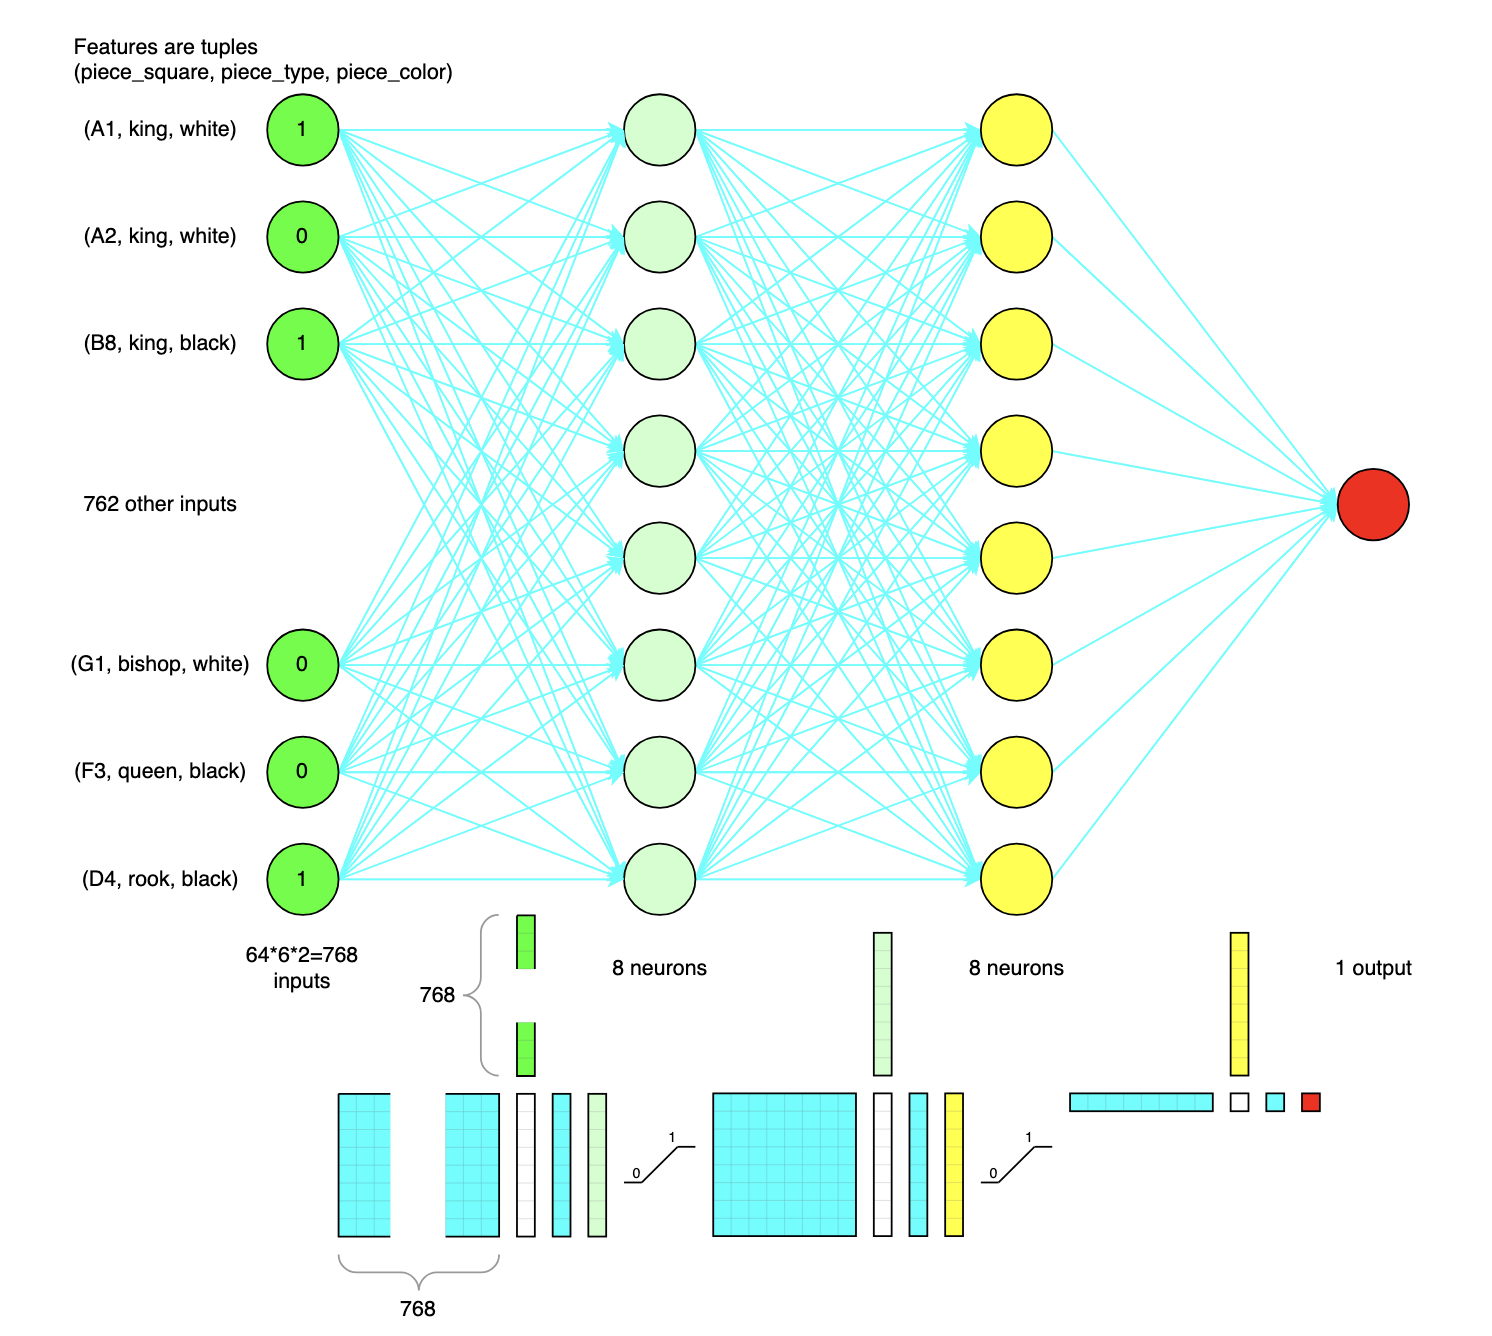 Features are tuples
(piece_square, piece_type, piece_color)
(A1, king, white)
1
(A2, king, white)
0
(B8, king, black)
1
762 other inputs
(G1, bishop, white)
0
(F3, queen, black)
0
(D4, rook, black)
1
64*6*2=768
inputs
768
8 neurons
8 neurons
1 output
0
1
0
1
768